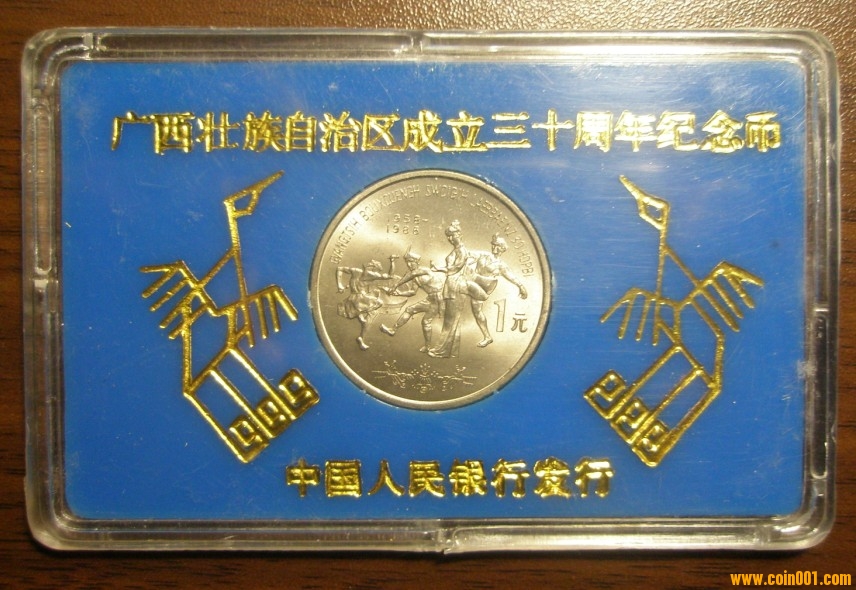 广西壮族自治区成立三十周年纪念币
1958-
1988
1元
中国人民银行发行
www.coin001.com